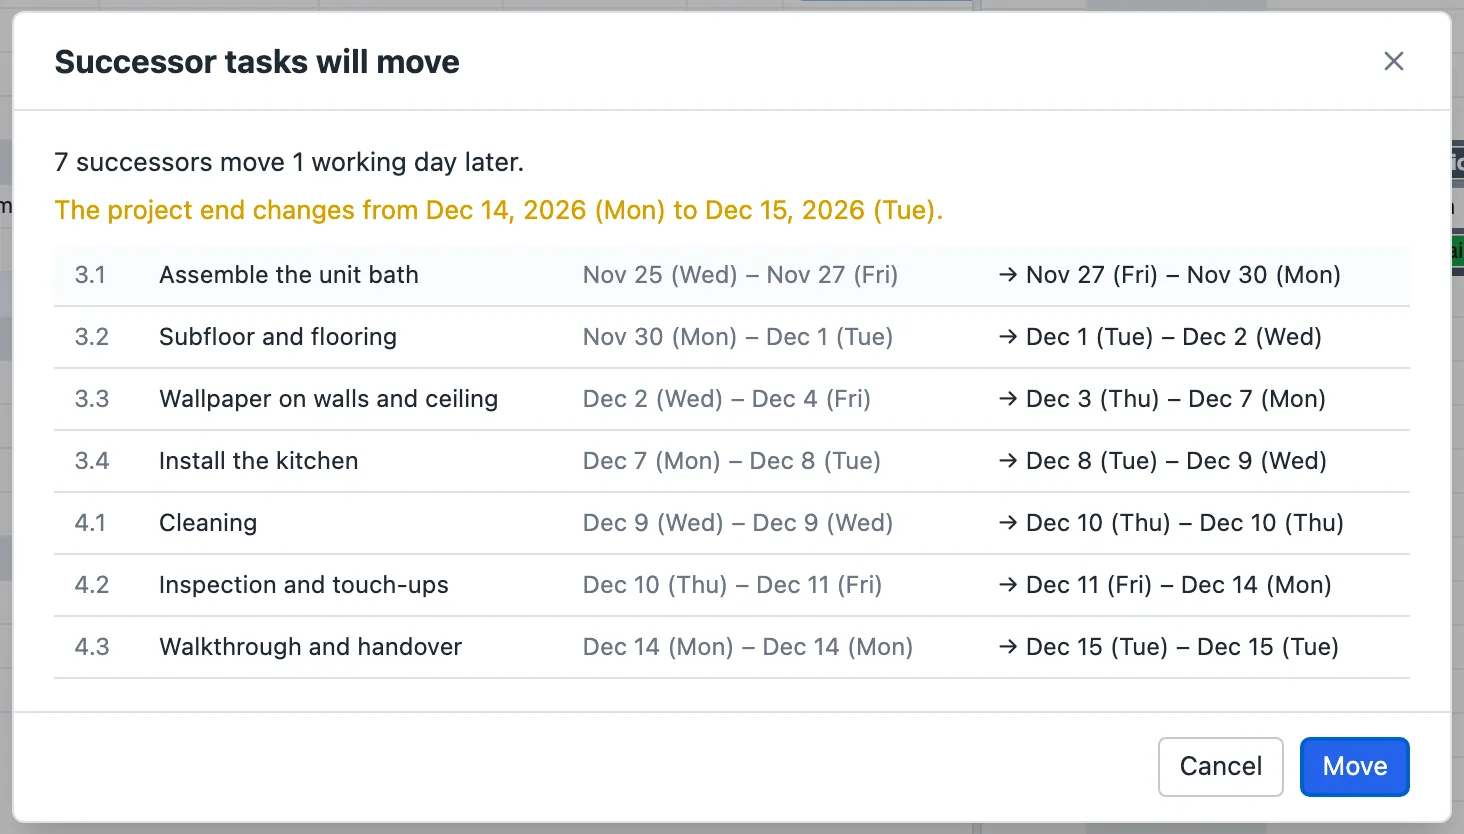 Successor tasks will move
7 successors move 1 working day later.
The project end changes from Dec 14, 2026 (Mon) to Dec 15, 2026 (Tue).
3.1 Assemble the unit bath Nov 25 (Wed) – Nov 27 (Fri) → Nov 27 (Fri) – Nov 30 (Mon)
3.2 Subfloor and flooring Nov 30 (Mon) – Dec 1 (Tue) → Dec 1 (Tue) – Dec 2 (Wed)
3.3 Wallpaper on walls and ceiling Dec 2 (Wed) – Dec 4 (Fri) → Dec 3 (Thu) – Dec 7 (Mon)
3.4 Install the kitchen Dec 7 (Mon) – Dec 8 (Tue) → Dec 8 (Tue) – Dec 9 (Wed)
4.1 Cleaning Dec 9 (Wed) – Dec 9 (Wed) → Dec 10 (Thu) – Dec 10 (Thu)
4.2 Inspection and touch-ups Dec 10 (Thu) – Dec 11 (Fri) → Dec 11 (Fri) – Dec 14 (Mon)
4.3 Walkthrough and handover Dec 14 (Mon) – Dec 14 (Mon) → Dec 15 (Tue) – Dec 15 (Tue)
Cancel Move